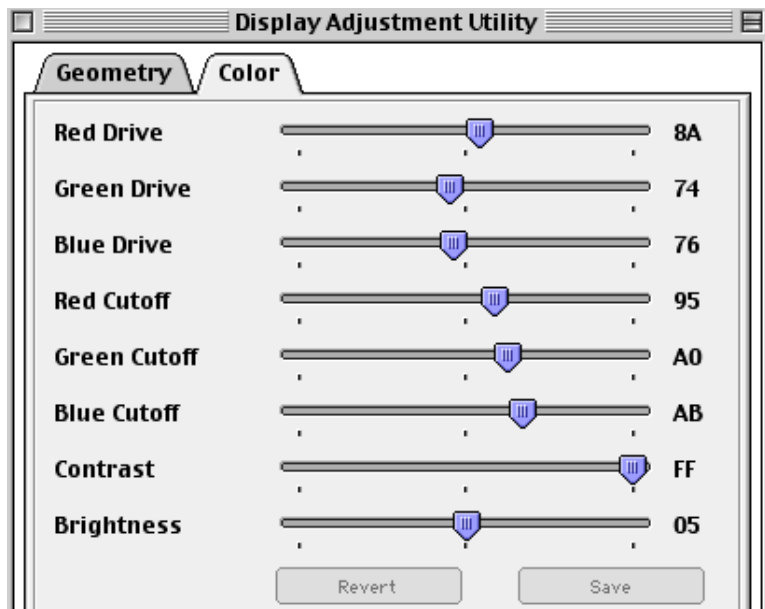 Display Adjustment Utility
Geometry Color
Red Drive 8A
Green Drive 74
Blue Drive 76
Red Cutoff 95
Green Cutoff A0
Blue Cutoff AB
Contrast FF
Brightness 05
Revert Save